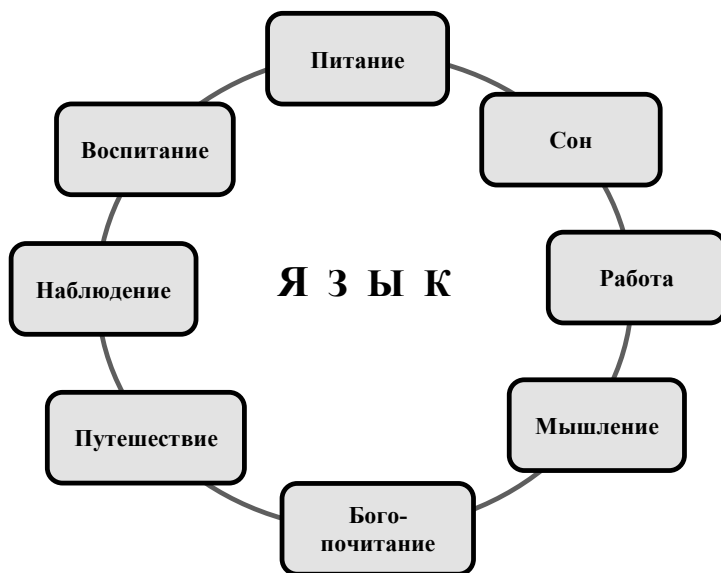 Питание
Сон
Воспитание
Наблюдение
Я З Ы К
Работа
Мышление
Путешествие
Бого-
почитание